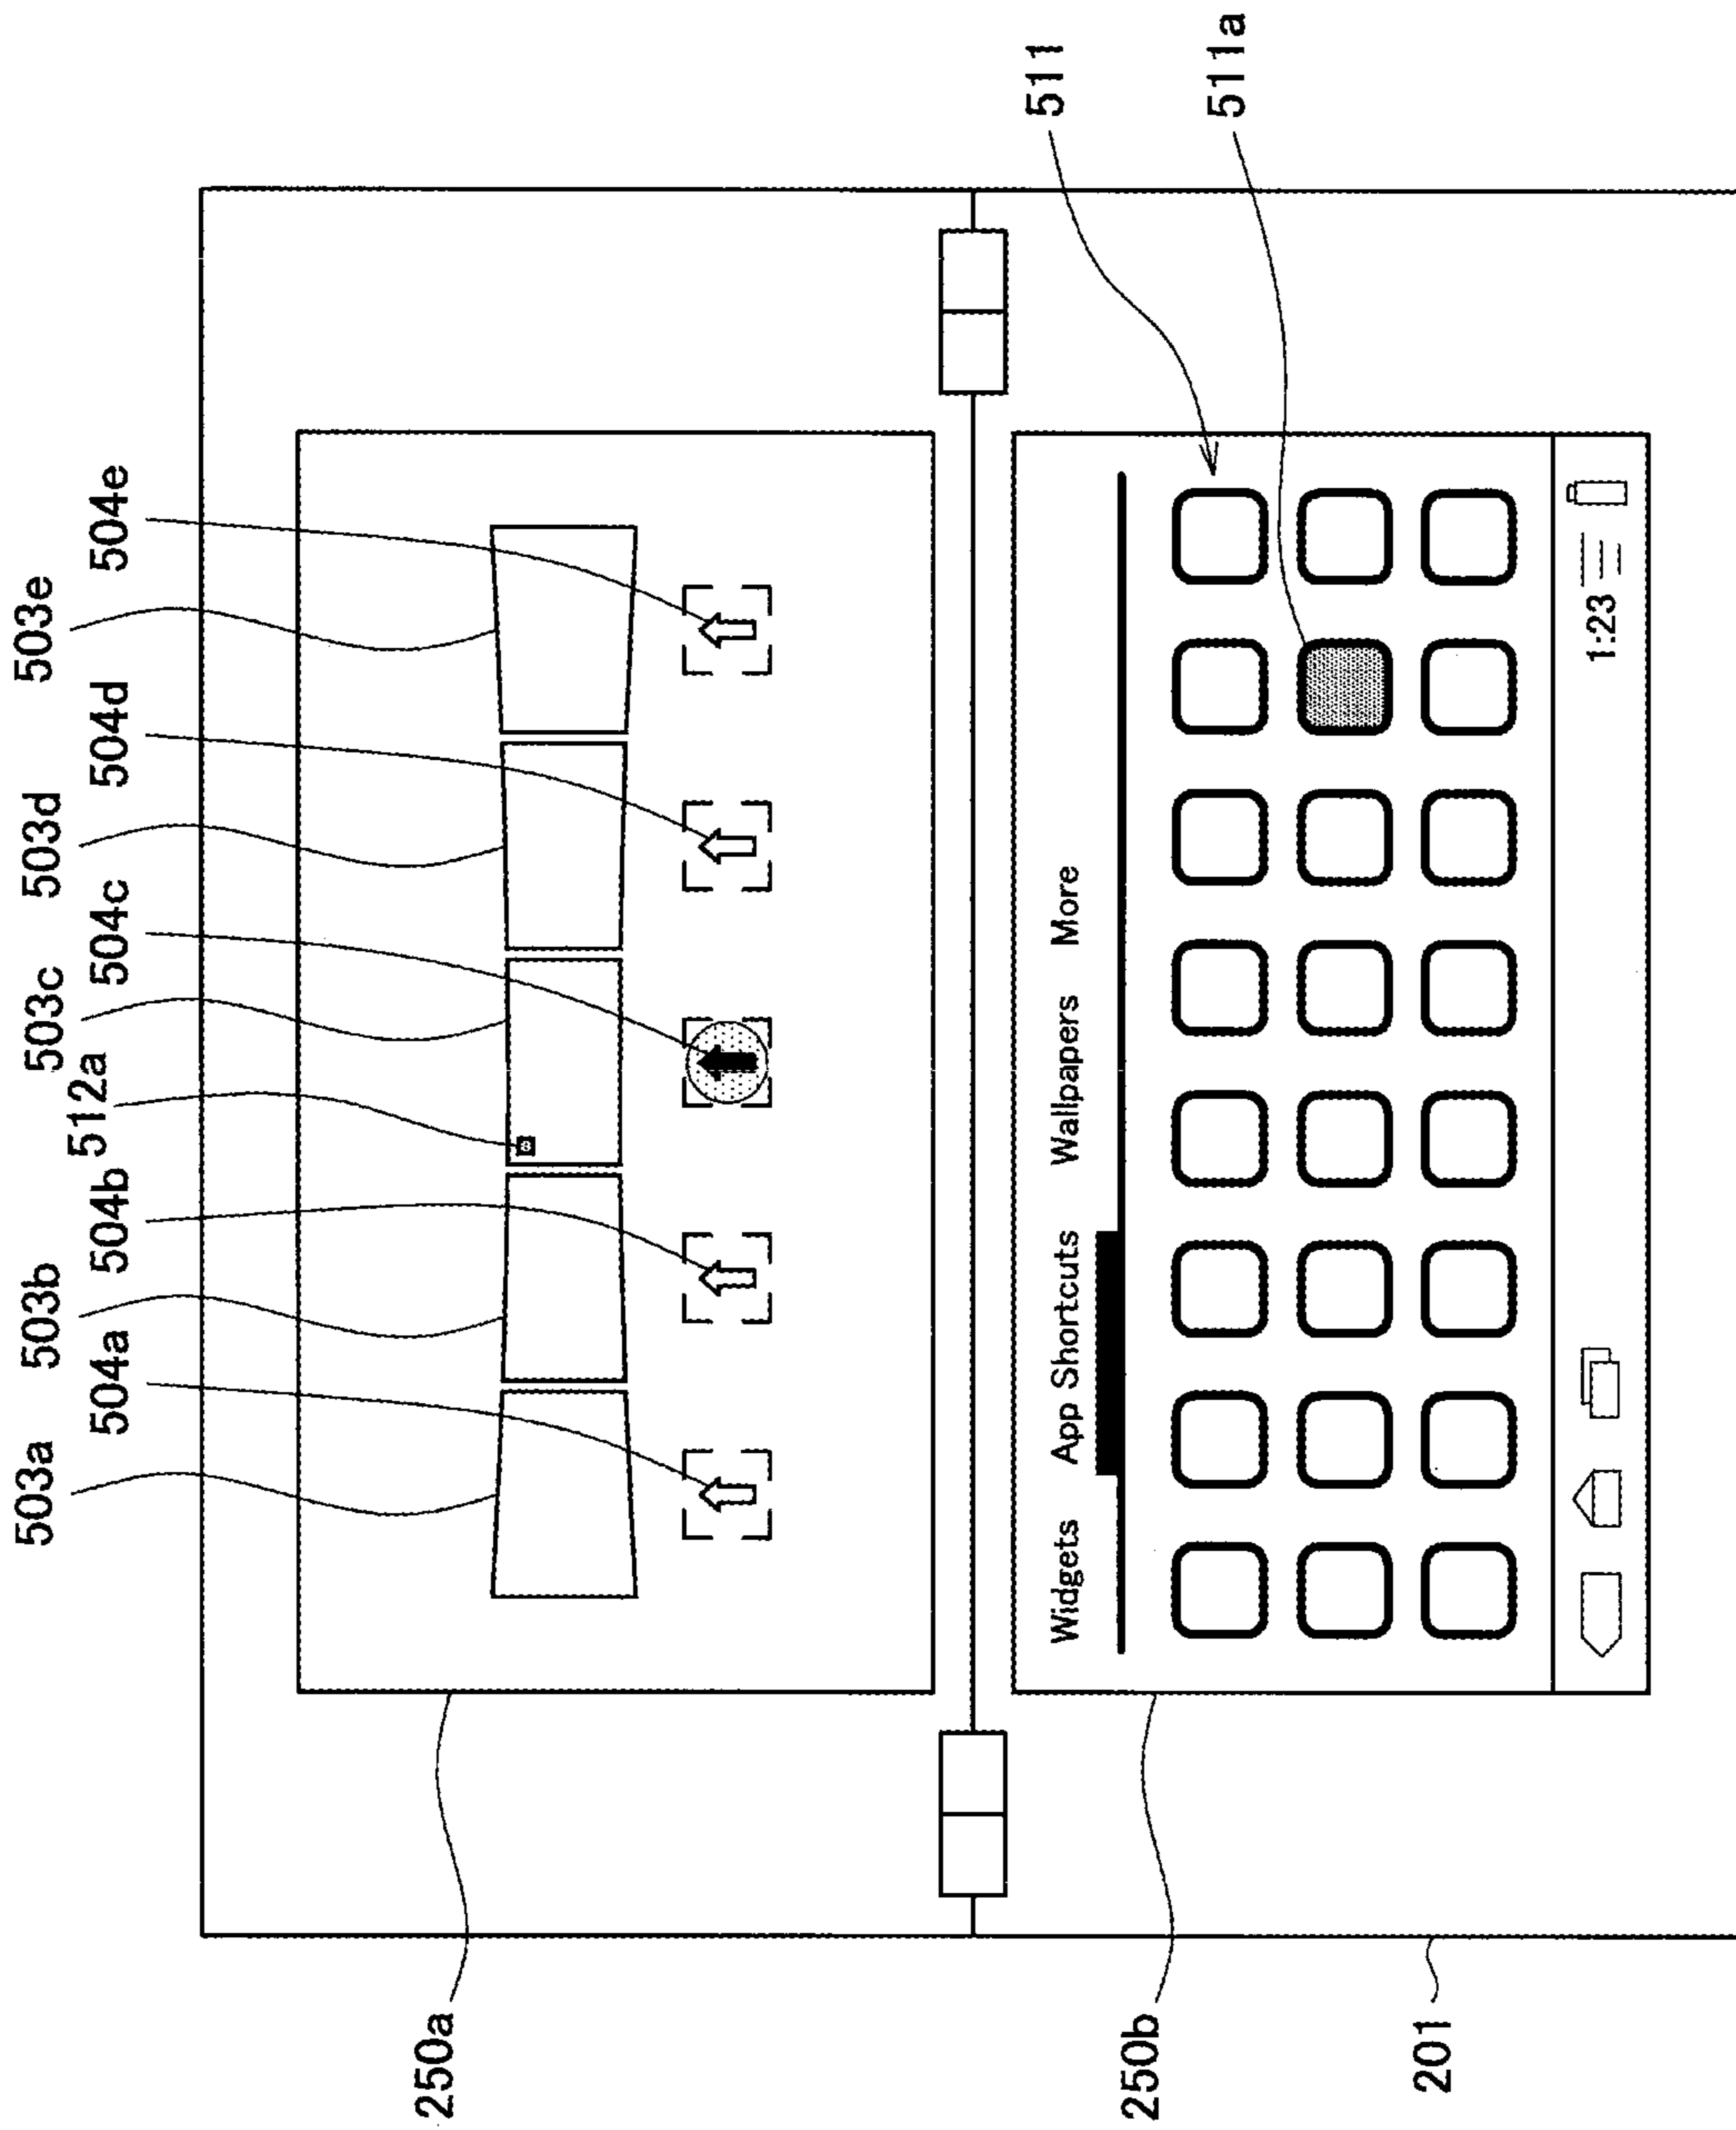 503a
503b
503c
503d
503e
504a
504b
512a
504c
504d
504e
250a
511
511a
Widgets App Shortcuts Wallpapers More
250b
1:23
201